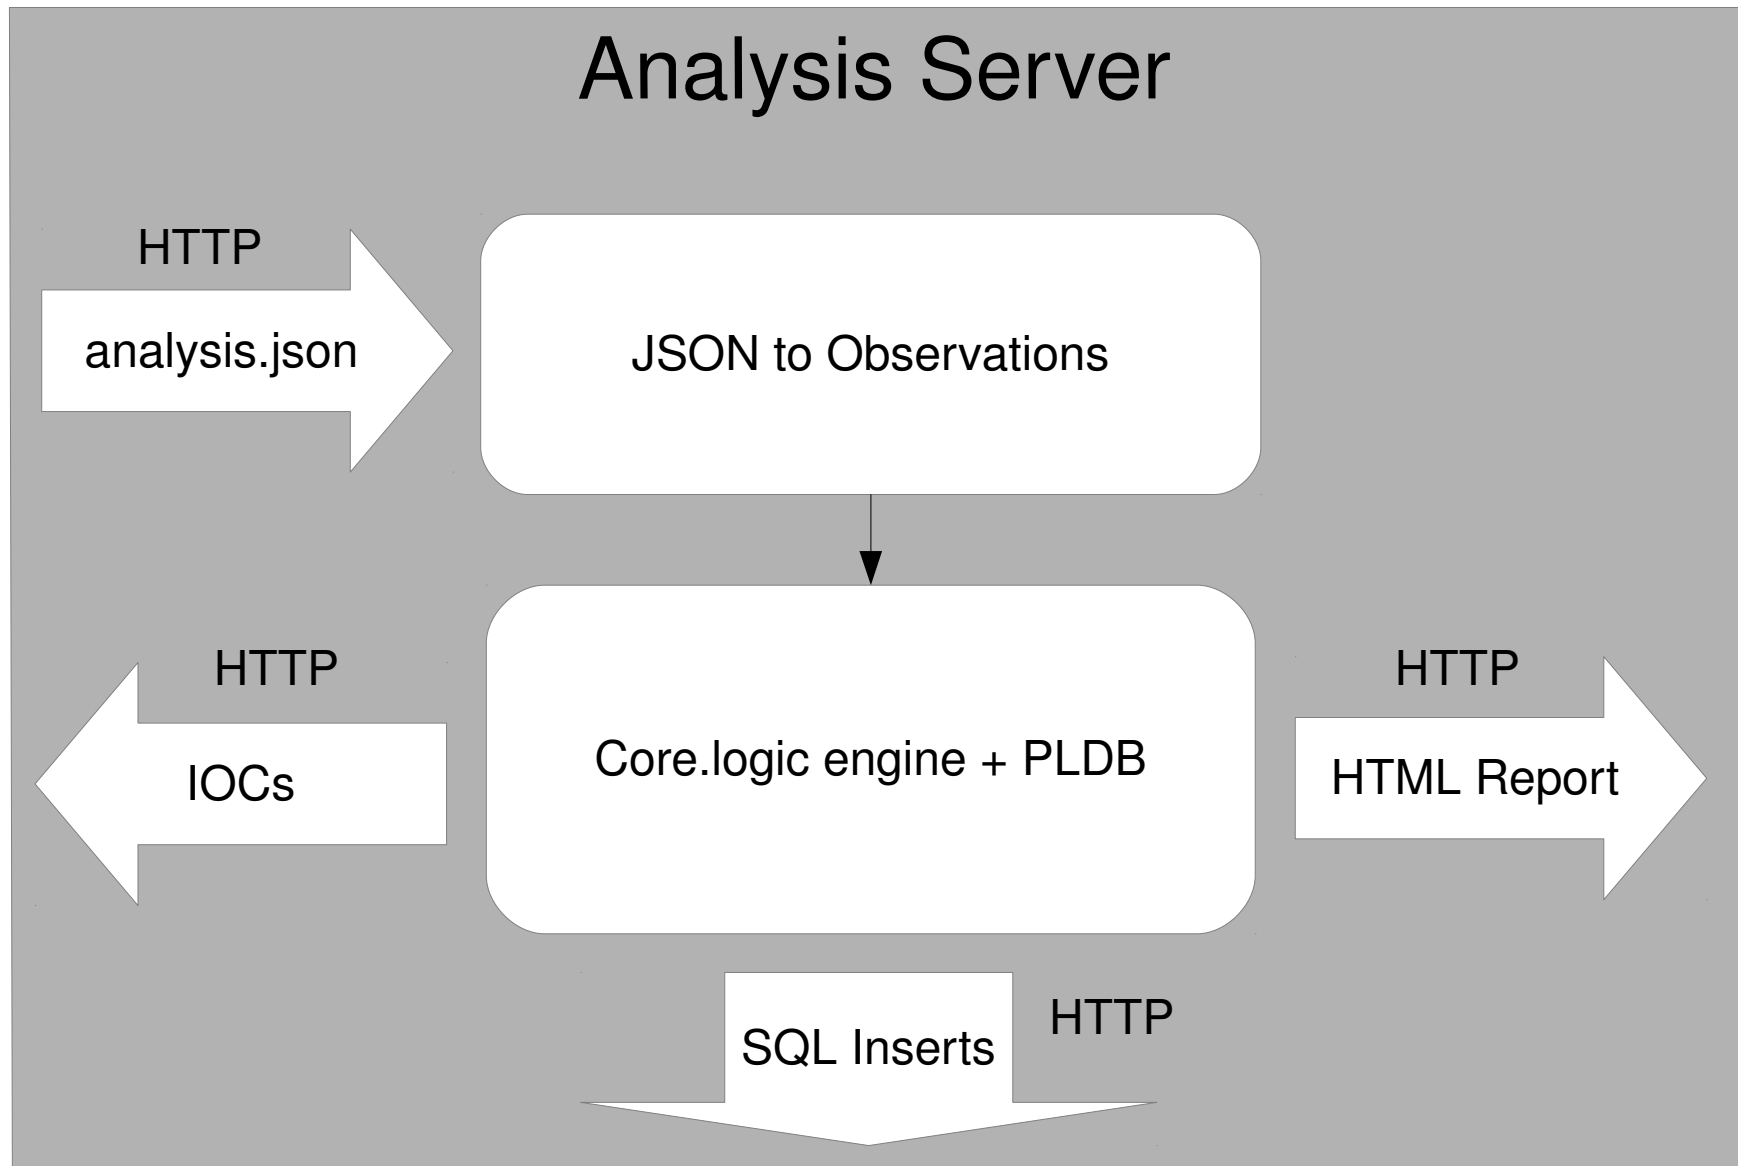 Analysis Server
HTTP
analysis.json
JSON to Observations
HTTP
IOCs
Core.logic engine + PLDB
HTTP
HTML Report
SQL Inserts
HTTP